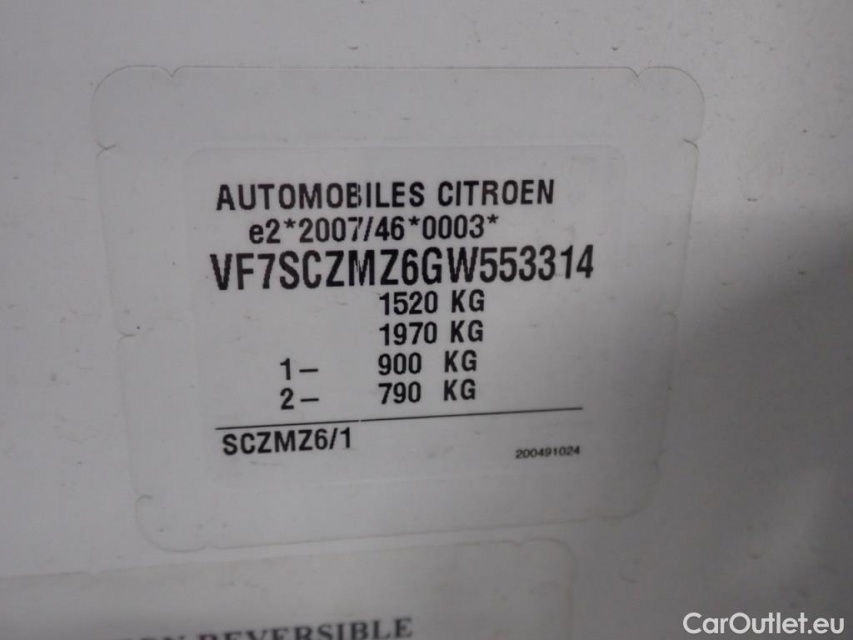 AUTOMOBILES CITROEN
e2*2007/46*0003*
VF7SCZMZ6GW553314
1520 KG
1970 KG
1– 900 KG
2– 790 KG
SCZMZ6/1
200491024
REVERSIBLE
CarOutlet.eu